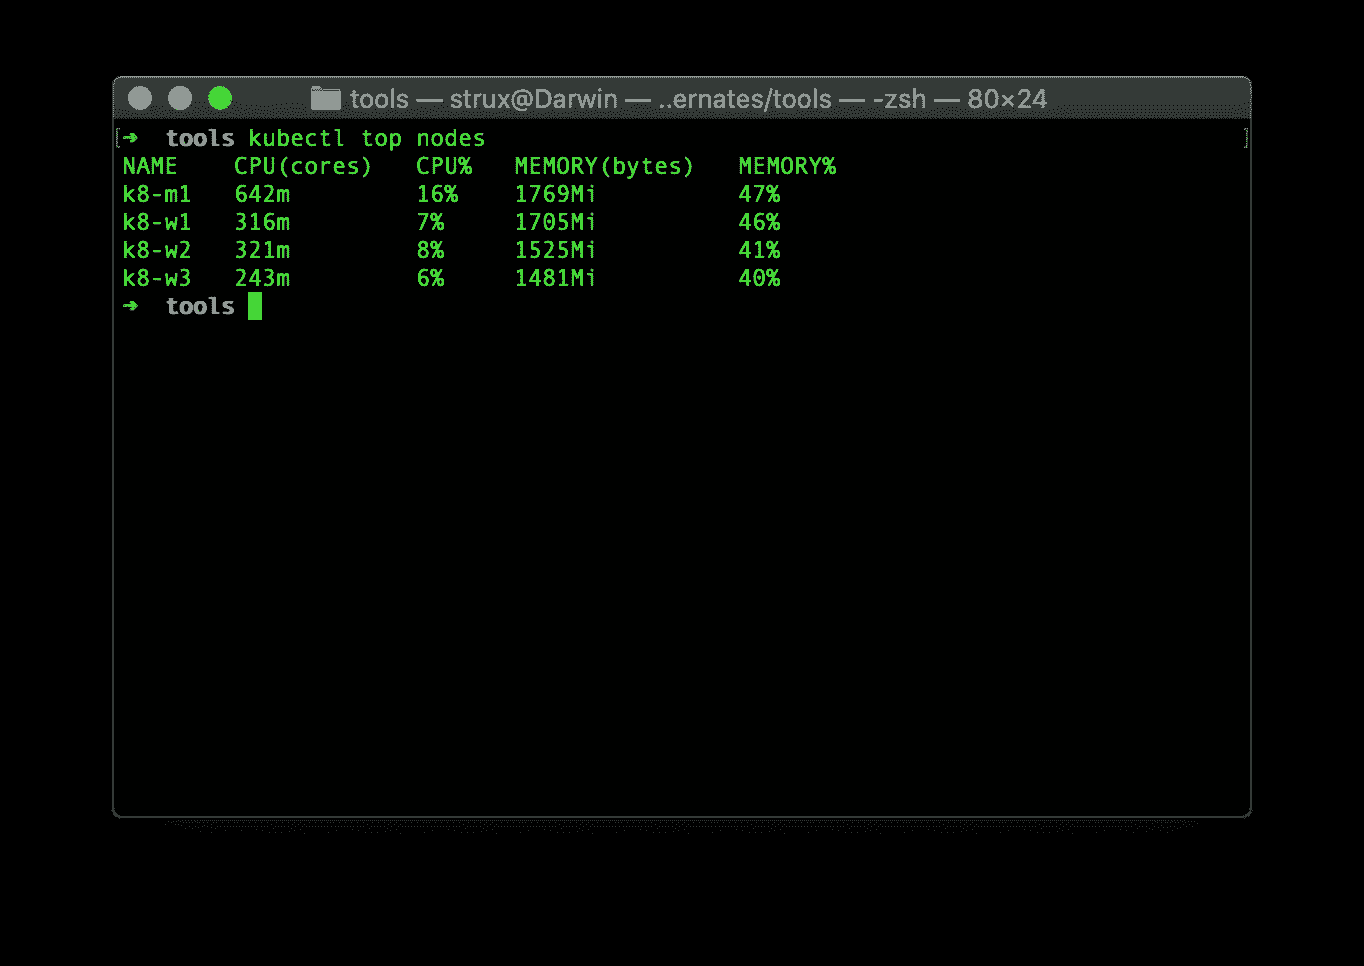 tools — strux@Darwin — ..ernates/tools — -zsh — 80×24
[➜  tools kubectl top nodes ]
NAME    CPU(cores)   CPU%   MEMORY(bytes)   MEMORY%
k8-m1   642m         16%    1769Mi          47%
k8-w1   316m         7%     1705Mi          46%
k8-w2   321m         8%     1525Mi          41%
k8-w3   243m         6%     1481Mi          40%
➜  tools